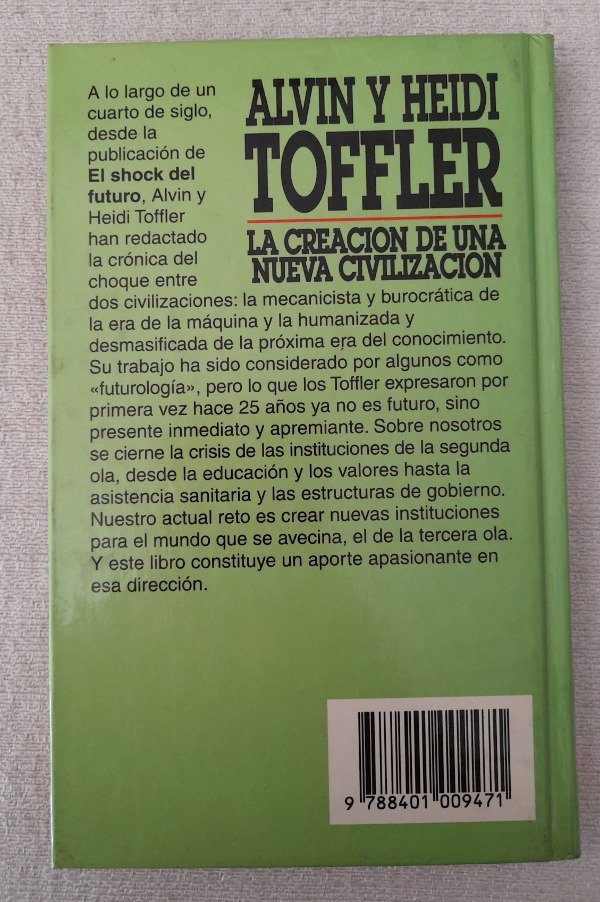 A lo largo de un
cuarto de siglo,
desde la
publicación de
El shock del
futuro, Alvin y
Heidi Toffler
han redactado
la crónica del
choque entre
ALVIN Y HEIDI
TOFFLER
LA CREACION DE UNA
NUEVA CIVILIZACION
dos civilizaciones: la mecanicista y burocrática de
la era de la máquina y la humanizada y
desmasificada de la próxima era del conocimiento.
Su trabajo ha sido considerado por algunos como
«futurología», pero lo que los Toffler expresaron por
primera vez hace 25 años ya no es futuro, sino
presente inmediato y apremiante. Sobre nosotros
se cierne la crisis de las instituciones de la segunda
ola, desde la educación y los valores hasta la
asistencia sanitaria y las estructuras de gobierno.
Nuestro actual reto es crear nuevas instituciones
para el mundo que se avecina, el de la tercera ola.
Y este libro constituye un aporte apasionante en
esa dirección.
9 788401 009471